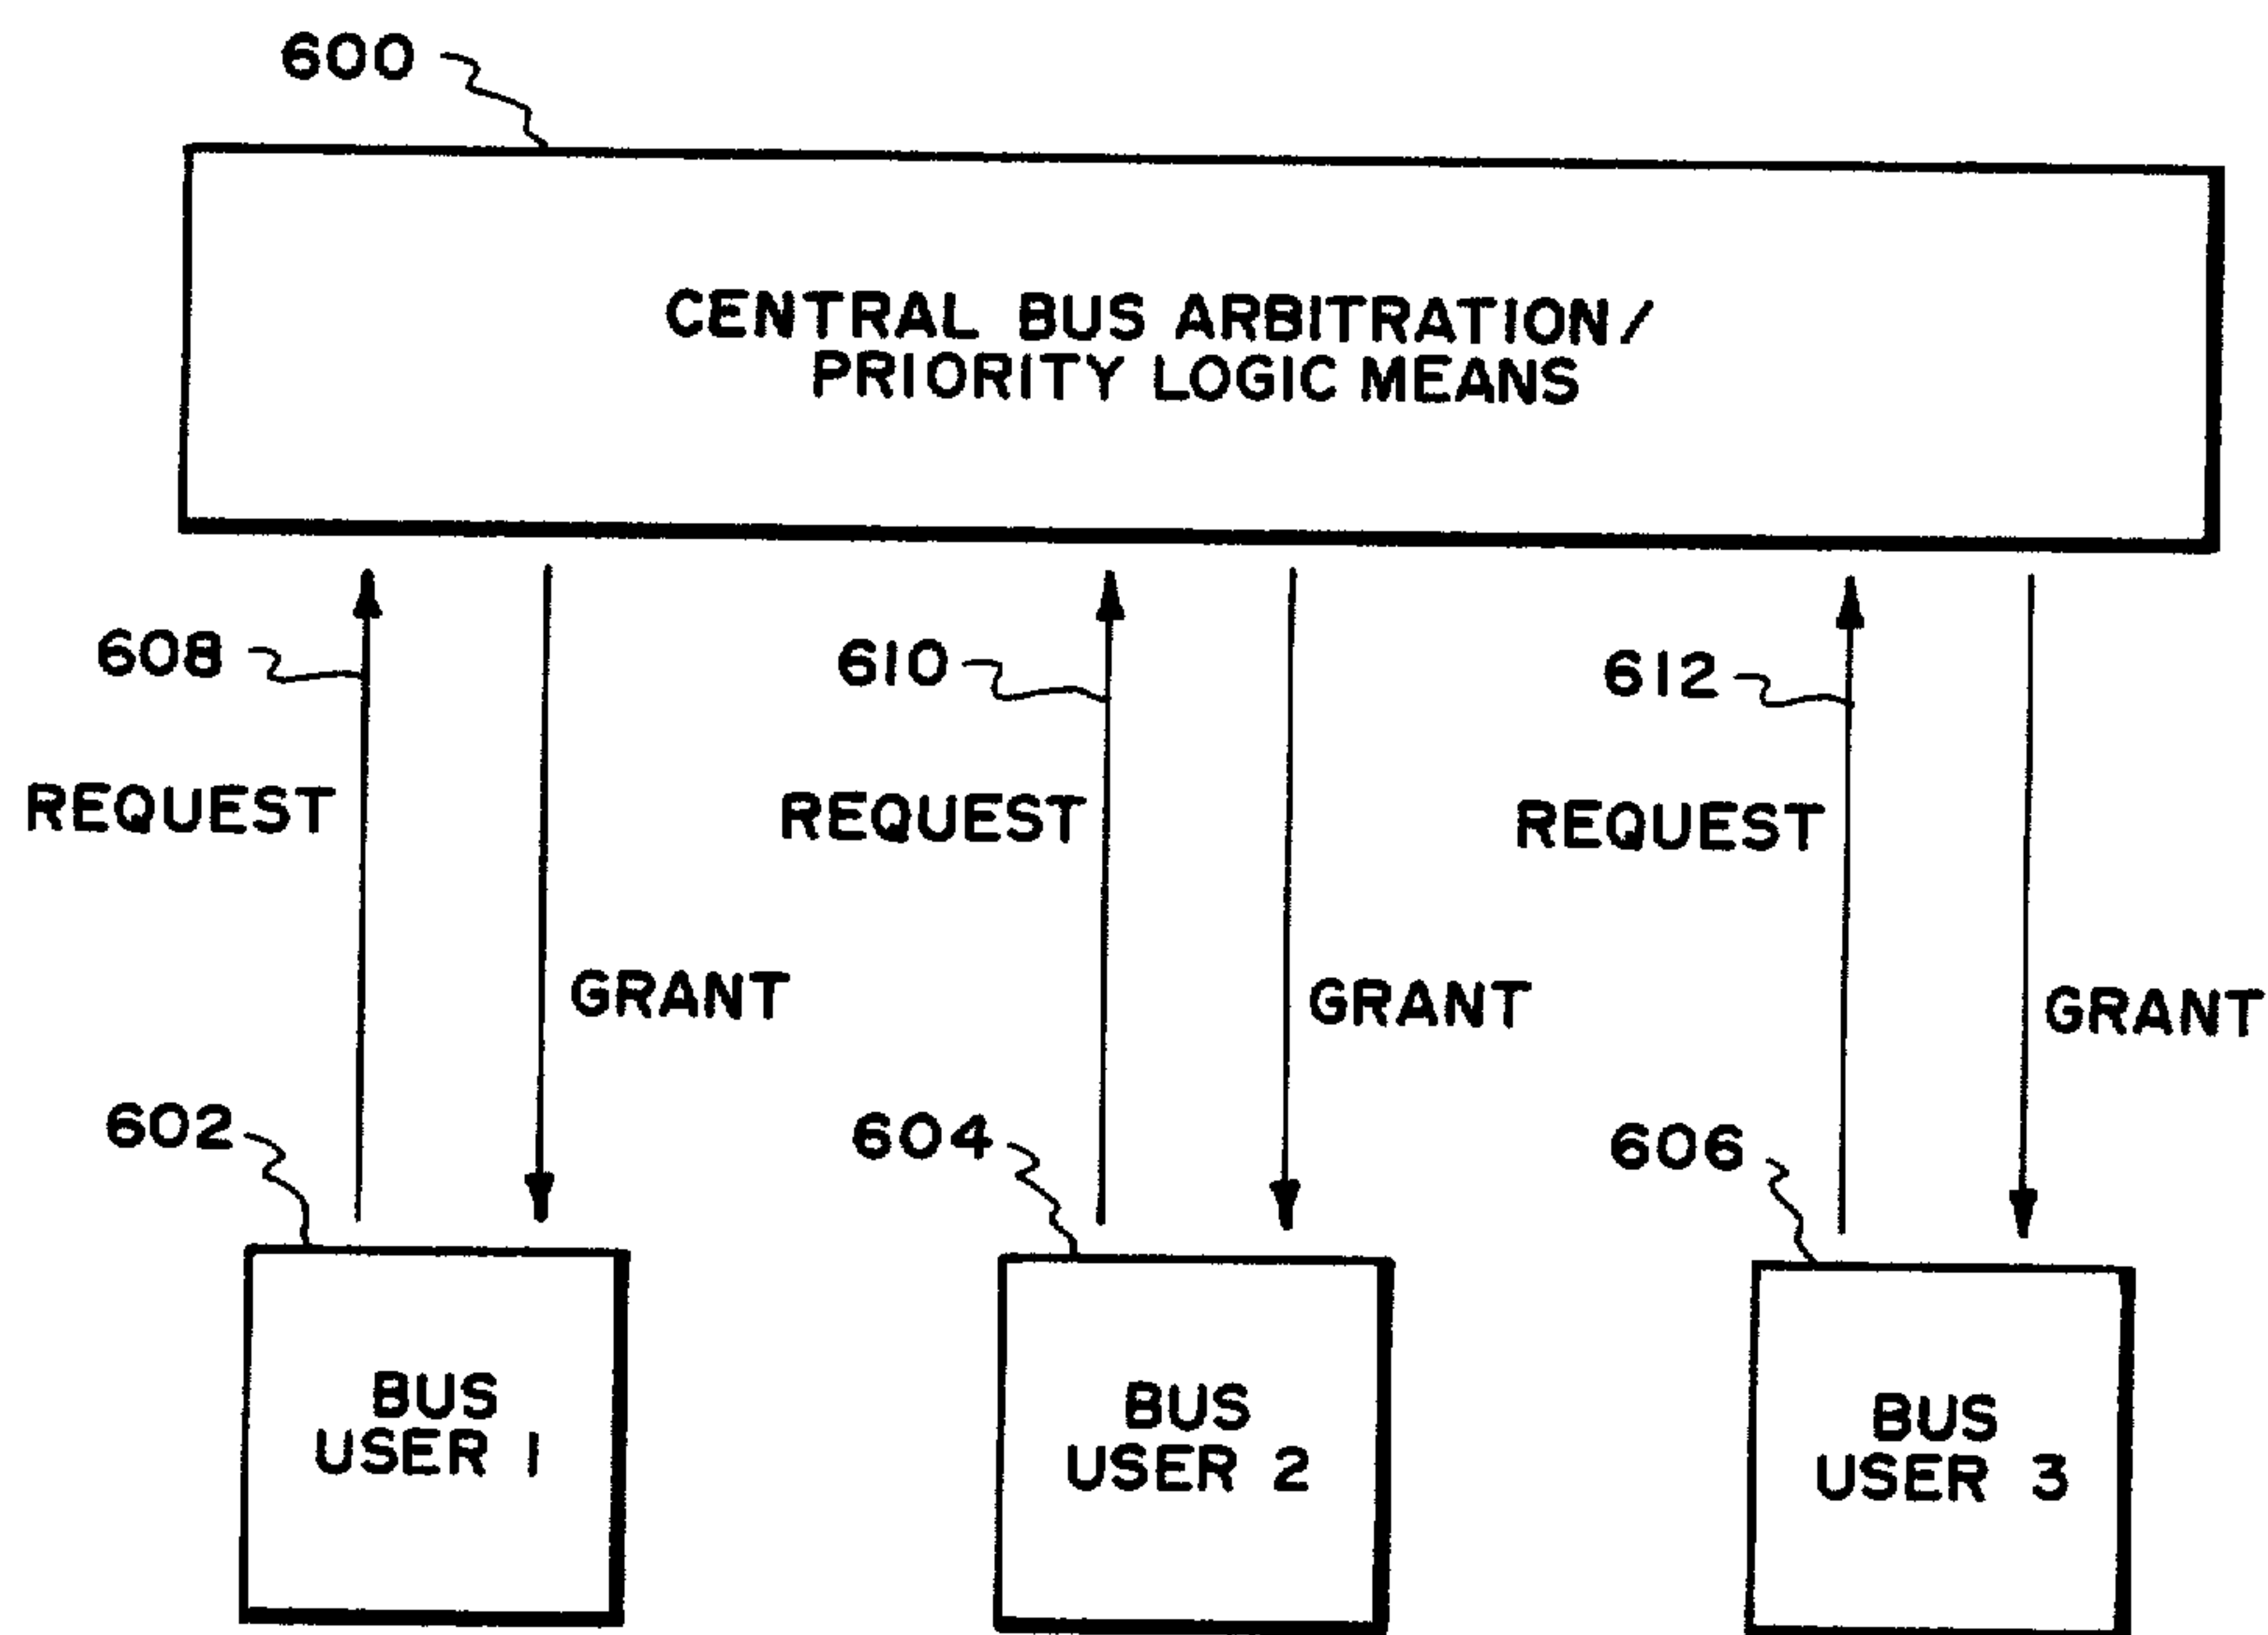 600
CENTRAL BUS ARBITRATION/
PRIORITY LOGIC MEANS
608
610
612
REQUEST
REQUEST
REQUEST
GRANT
GRANT
GRANT
602
604
606
BUS
USER 1
BUS
USER 2
BUS
USER 3